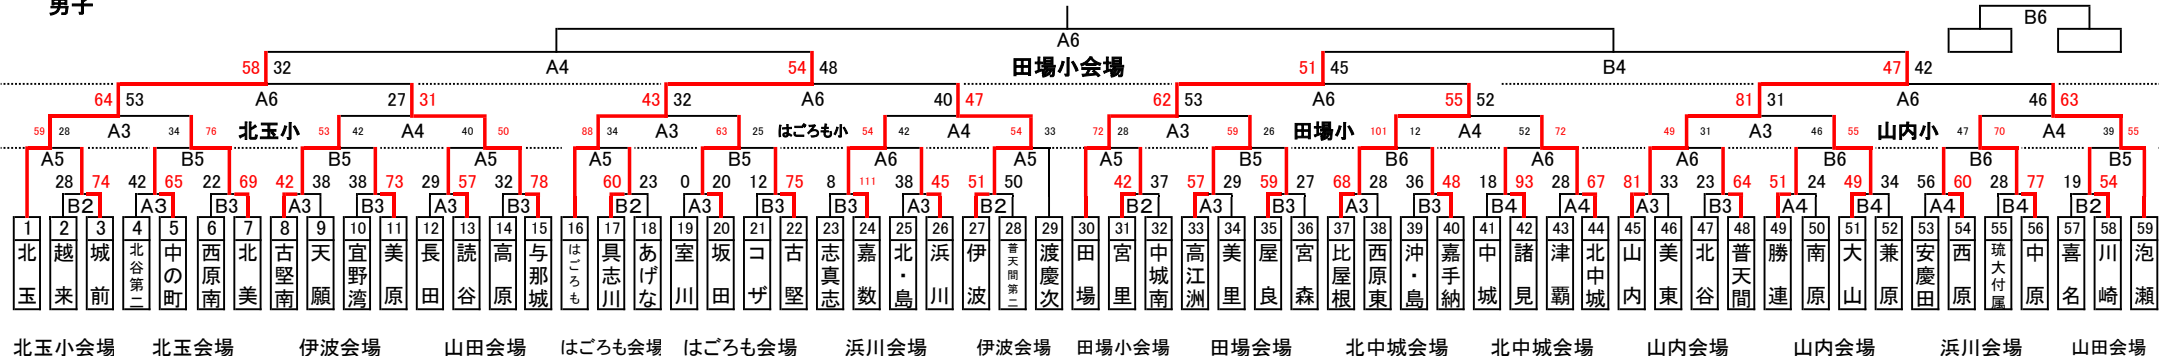 男子
B6
A6
58 32 A4 54 48 田場小会場 51 45 B4 47 42
64 53 A6 27 31 43 32 A6 40 47 62 53 A6 55 52 81 31 A6 46 63
59 28 A3 34 76 北玉小 53 42 A4 40 50 88 34 A3 63 25 はごろも小 54 42 A4 54 33 72 28 A3 59 26 田場小 101 12 A4 52 72 49 31 A3 46 55 山内小 47 70 A4 39 55
A5 B5 B5 A5 A5 B5 A6 A5 A5 B5 B6 A6 A6 B6 B6 B5
28 74 42 65 22 69 42 38 38 73 29 57 32 78 60 23 0 20 12 75 8 111 38 45 51 50 42 37 57 29 59 27 68 28 36 48 18 93 28 67 81 33 23 64 51 24 49 34 56 60 28 77 19 54
B2 A3 B3 A3 B3 A3 B3 B2 A3 B3 B3 A3 B2 B2 A3 B3 A3 B3 B4 A4 A3 B3 A4 B4 A4 B4 B2
1 2 3 4 5 6 7 8 9 10 11 12 13 14 15 16 17 18 19 20 21 22 23 24 25 26 27 28 29 30 31 32 33 34 35 36 37 38 39 40 41 42 43 44 45 46 47 48 49 50 51 52 53 54 55 56 57 58 59
北玉 越来 城前 北谷第二 中の町 西原南 北美 古堅南 天願 宜野湾 美原 長田 読谷 高原 与那城 はごろも 具志川 あげな 室川 坂田 コザ 古堅 志真志 嘉数 北・島 浜川 伊波 普天間第二 渡慶次 田場 宮里 中城南 高江洲 美里 屋良 宮森 比屋根 西原東 沖・島 嘉手納 中城 諸見 津覇 北中城 山内 美東 北谷 普天間 勝連 南原 大山 兼原 安慶田 西原 琉大付属 中原 喜名 川崎 泡瀬
北玉小会場 北玉会場 伊波会場 山田会場 はごろも会場 はごろも会場 浜川会場 伊波会場 田場小会場 田場会場 北中城会場 北中城会場 山内会場 山内会場 浜川会場 山田会場